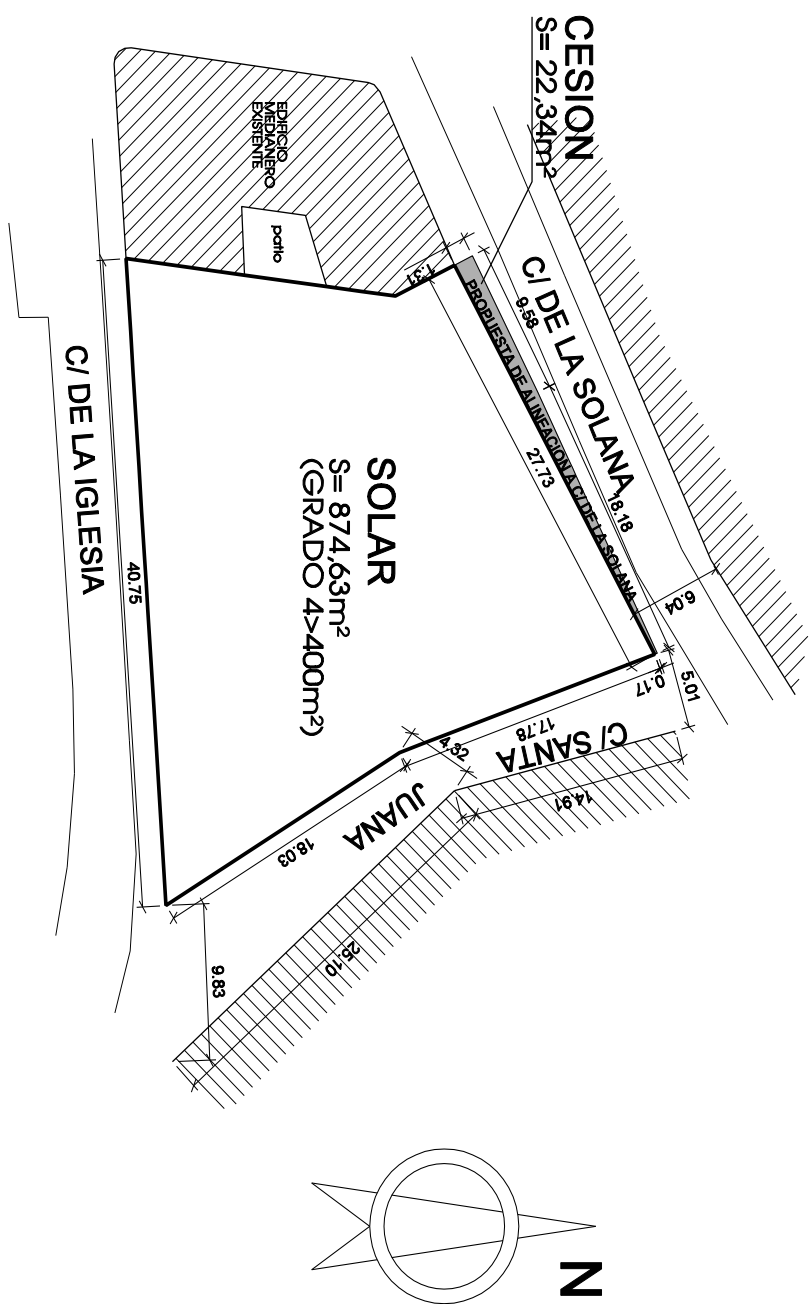 CESION
S= 22,34m²
C/ DE LA SOLANA
PROPUESTA DE ALINEACION A C/ DE LA SOLANA
EDIFICIO
MEDIANERO
EXISTENTE
patio
1.31
9.58
18.18
27.73
6.04
5.01
0.17
17.78
4.32
14.91
C/ SANTA
JUANA
18.03
25.10
9.83
SOLAR
S= 874,63m²
(GRADO 4>400m²)
40.75
C/ DE LA IGLESIA
N